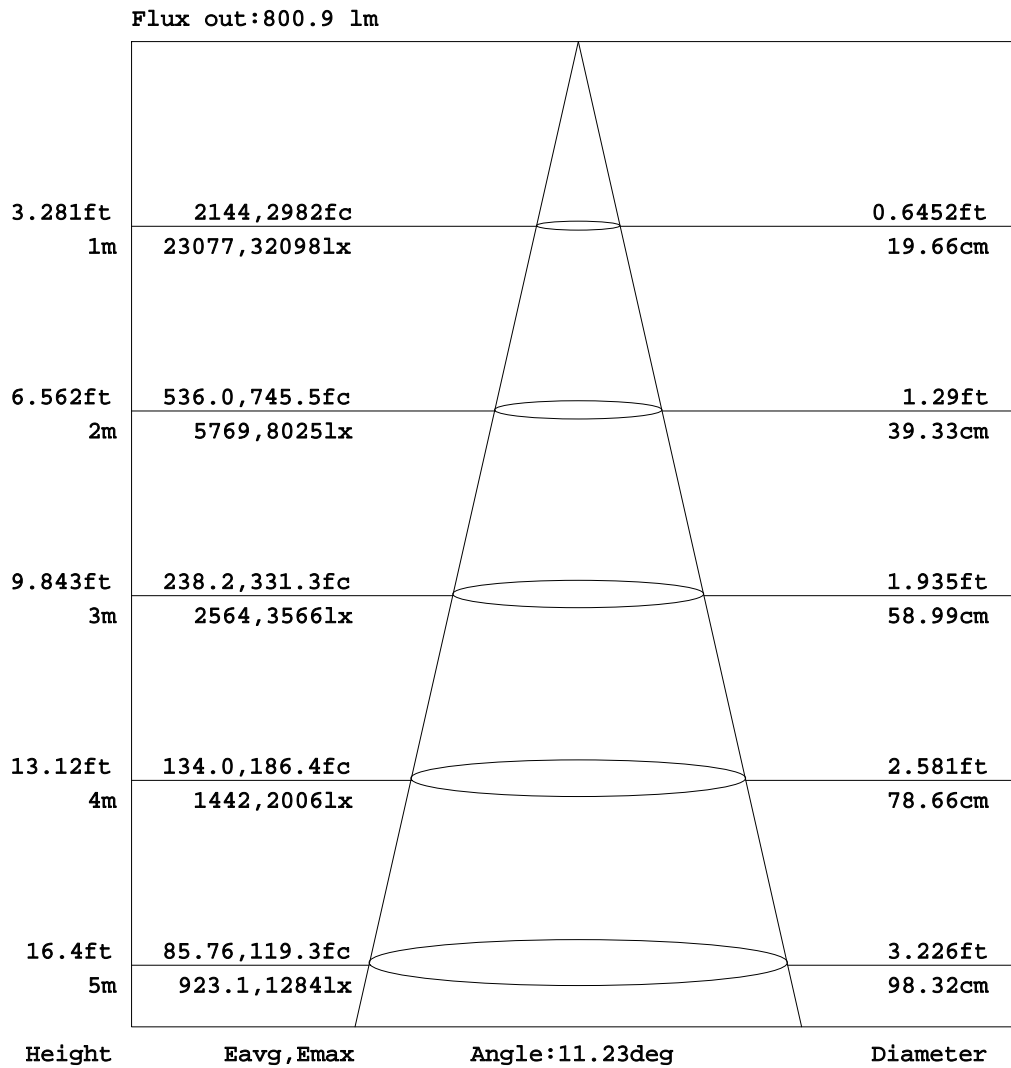 Flux out:800.9 lm
3.281ft 2144,2982fc 0.6452ft
1m 23077,32098lx 19.66cm
6.562ft 536.0,745.5fc 1.29ft
2m 5769,8025lx 39.33cm
9.843ft 238.2,331.3fc 1.935ft
3m 2564,3566lx 58.99cm
13.12ft 134.0,186.4fc 2.581ft
4m 1442,2006lx 78.66cm
16.4ft 85.76,119.3fc 3.226ft
5m 923.1,1284lx 98.32cm
Height Eavg,Emax Angle:11.23deg Diameter